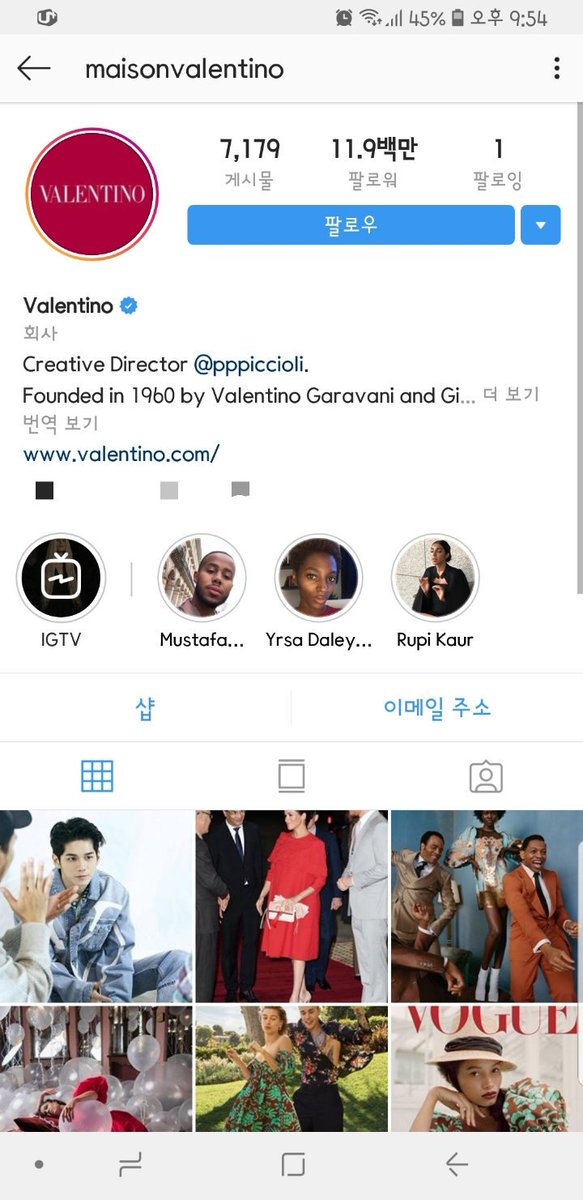 45% 오후 9:54
maisonvalentino
VALENTINO
7,179 11.9백만 1
게시물 팔로워 팔로잉
팔로우
Valentino
회사
Creative Director @pppiccioli.
Founded in 1960 by Valentino Garavani and Gi... 더 보기
번역 보기
www.valentino.com/
IGTV Mustafa... Yrsa Daley... Rupi Kaur
샵 이메일 주소
VOGUE